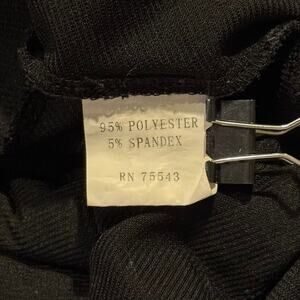 95% POLYESTER
5% SPANDEX
RN 75543